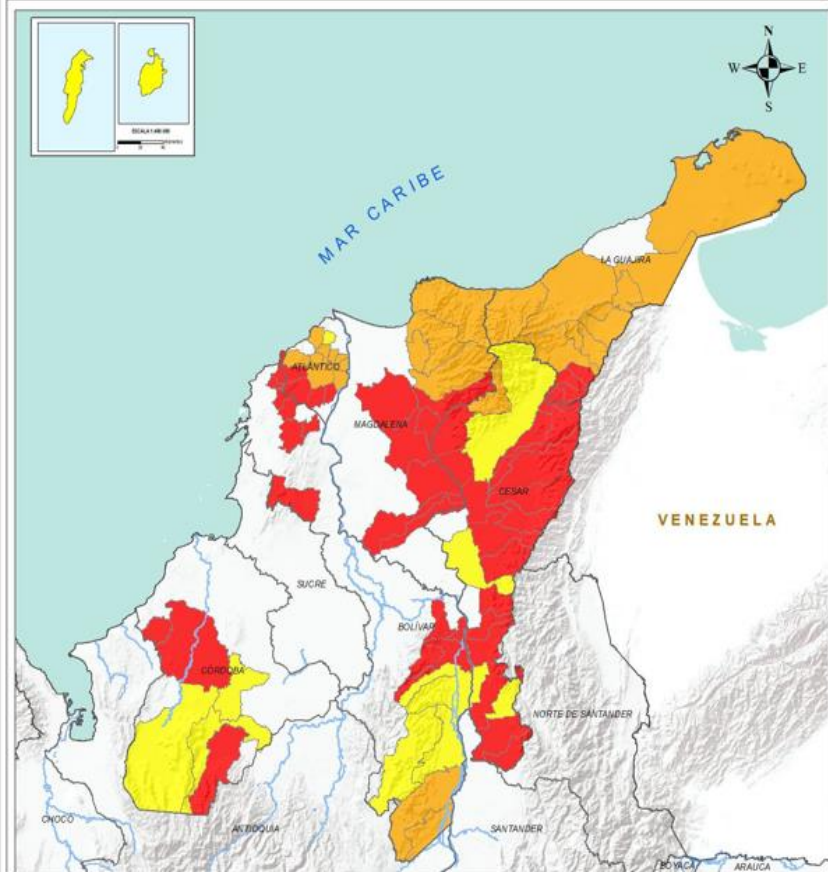 N
W E
S
MAR CARIBE
LA GUAJIRA
ATLÁNTICO
MAGDALENA
CESAR
VENEZUELA
SUCRE
BOLÍVAR
CÓRDOBA
NORTE DE SANTANDER
CHOCÓ
ANTIOQUIA
SANTANDER
BOYACÁ
ARAUCA